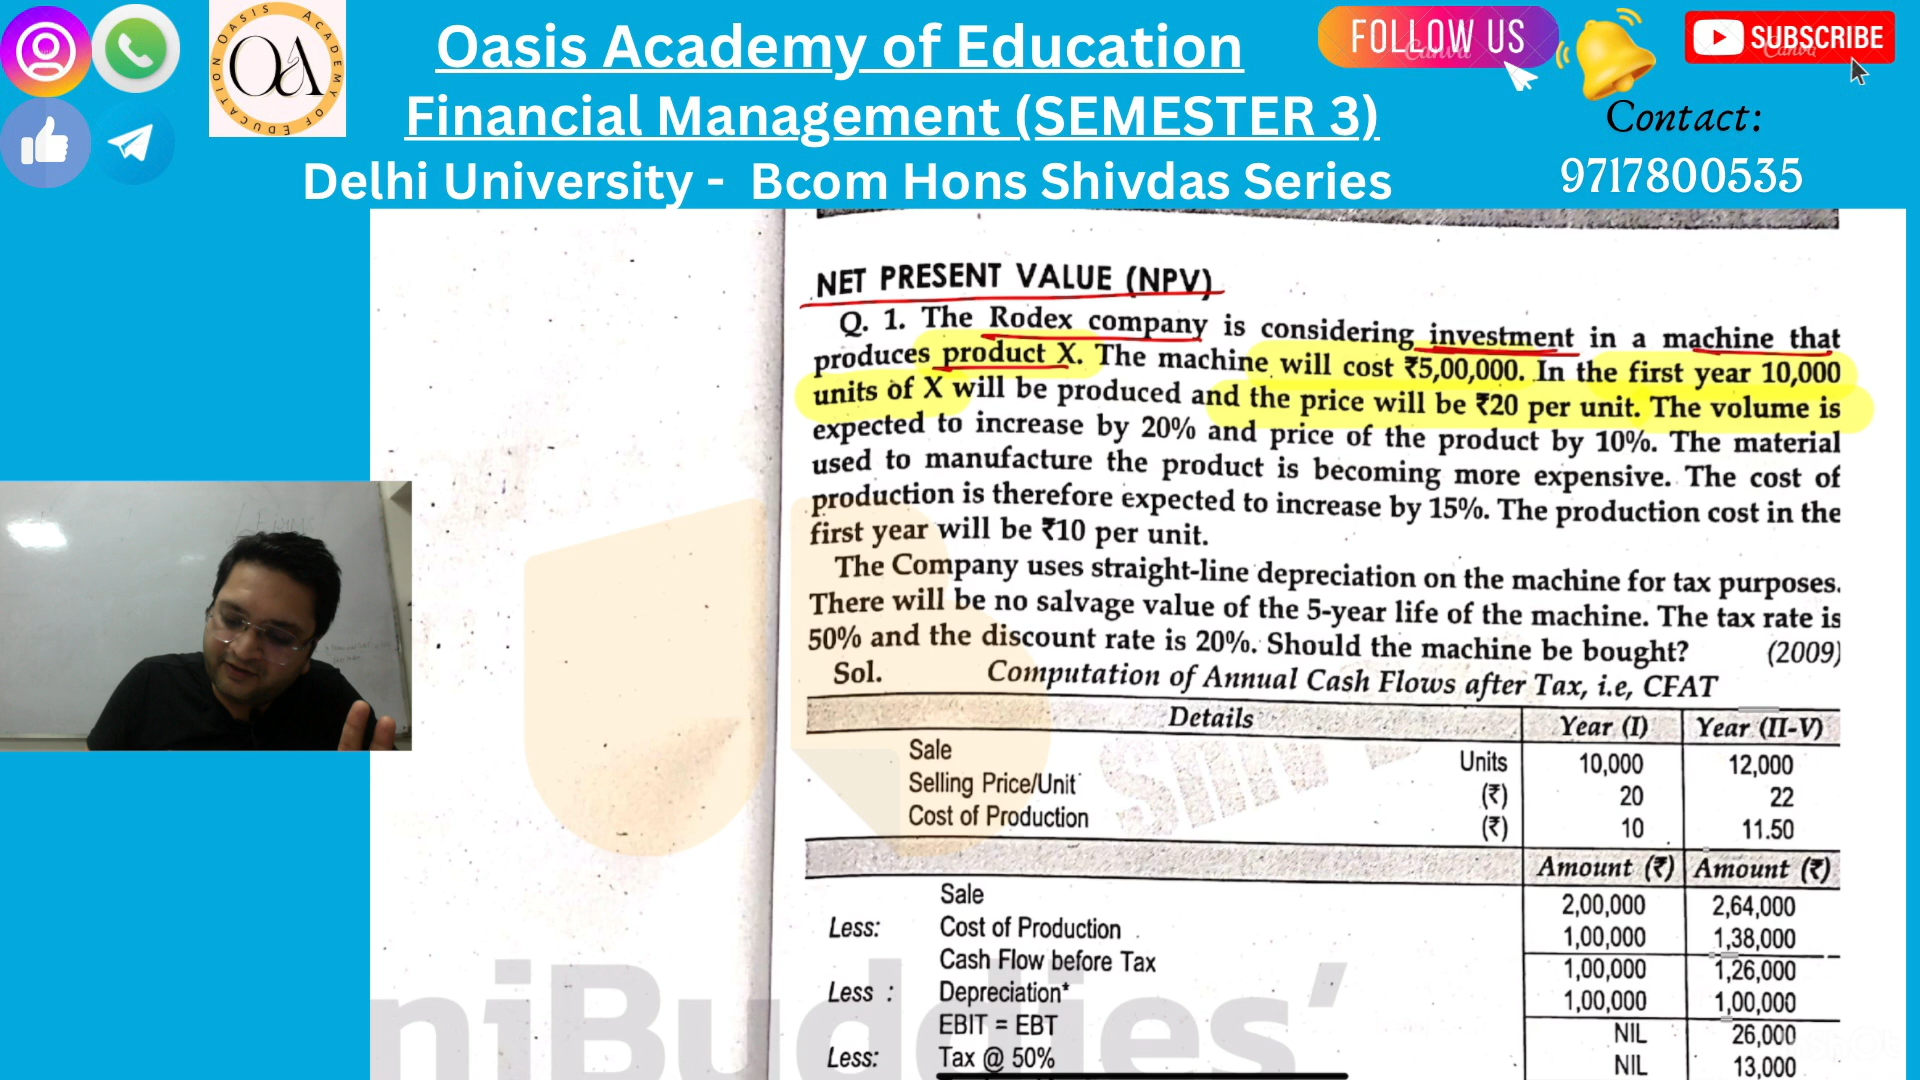 OASIS ACADEMY OF EDUCATION
OA
Oasis Academy of Education
Financial Management (SEMESTER 3)
Delhi University - Bcom Hons Shivdas Series
FOLLOW US
Canva
SUBSCRIBE
Canva
Contact:
9717800535
NET PRESENT VALUE (NPV)
Q. 1. The Rodex company is considering investment in a machine that
produces product X. The machine will cost ₹5,00,000. In the first year 10,000
units of X will be produced and the price will be ₹20 per unit. The volume is
expected to increase by 20% and price of the product by 10%. The material
used to manufacture the product is becoming more expensive. The cost of
production is therefore expected to increase by 15%. The production cost in the
first year will be ₹10 per unit.
The Company uses straight-line depreciation on the machine for tax purposes.
There will be no salvage value of the 5-year life of the machine. The tax rate is
50% and the discount rate is 20%. Should the machine be bought? (2009)
Sol. Computation of Annual Cash Flows after Tax, i.e, CFAT
Details Year (I) Year (II-V)
Sale Units 10,000 12,000
Selling Price/Unit (₹) 20 22
Cost of Production (₹) 10 11.50
Amount (₹) Amount (₹)
Sale 2,00,000 2,64,000
Less: Cost of Production 1,00,000 1,38,000
Cash Flow before Tax 1,00,000 1,26,000
Less : Depreciation* 1,00,000 1,00,000
EBIT = EBT NIL 26,000
Less: Tax @ 50% NIL 13,000
niBuddies'